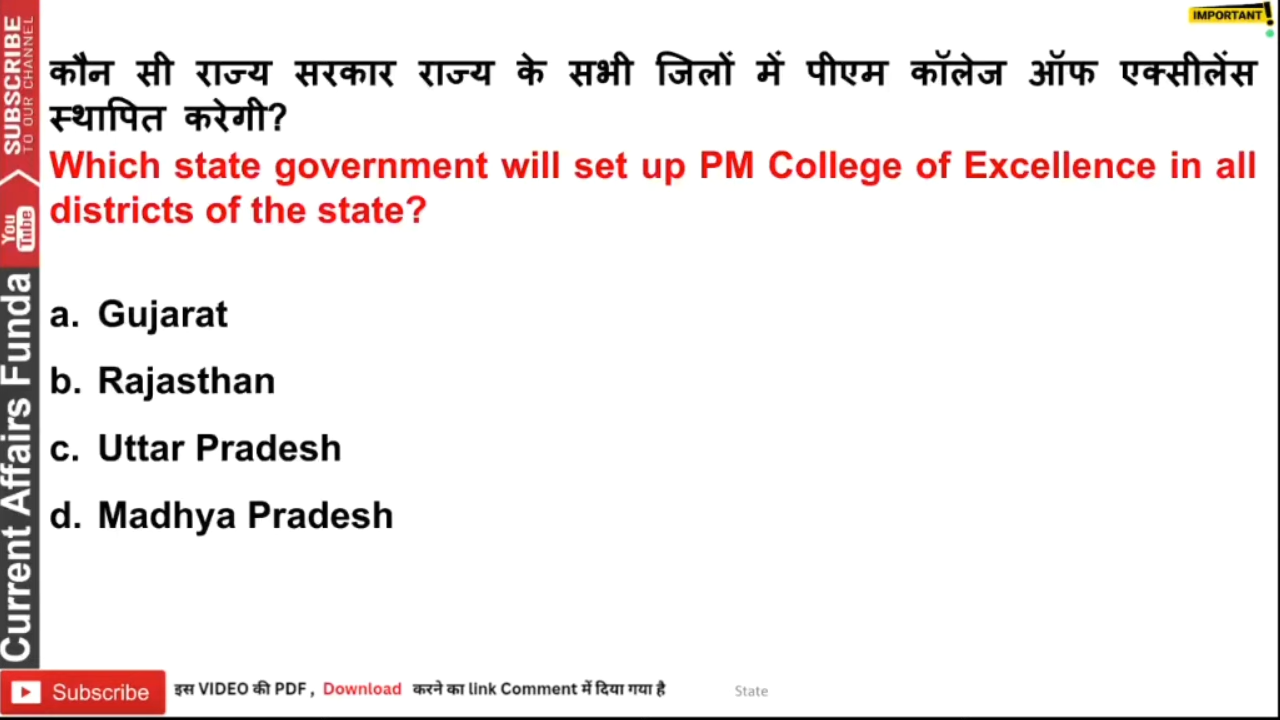 IMPORTANT!
कौन सी राज्य सरकार राज्य के सभी जिलों में पीएम कॉलेज ऑफ एक्सीलेंस
स्थापित करेगी?
Which state government will set up PM College of Excellence in all
districts of the state?
a. Gujarat
b. Rajasthan
c. Uttar Pradesh
d. Madhya Pradesh
SUBSCRIBE
TO OUR CHANNEL
You
Tube
Current Affairs Funda
Subscribe
इस VIDEO की PDF , Download करने का link Comment में दिया गया है
State